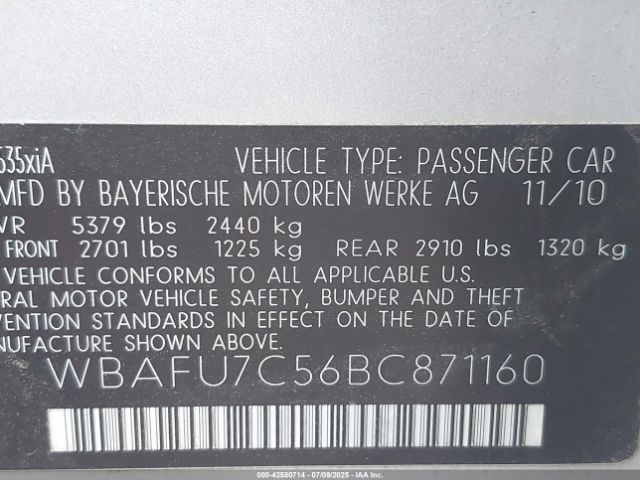 535xiA VEHICLE TYPE: PASSENGER CAR
MFD BY BAYERISCHE MOTOREN WERKE AG 11/10
VR 5379 lbs 2440 kg
FRONT 2701 lbs 1225 kg REAR 2910 lbs 1320 kg
VEHICLE CONFORMS TO ALL APPLICABLE U.S.
ERAL MOTOR VEHICLE SAFETY, BUMPER AND THEFT
VENTION STANDARDS IN EFFECT ON THE DATE OF
NUFACTURE SHOWN ABOVE.
WBAFU7C56BC871160
000-42580714 - 07/09/2025 - IAA Inc.